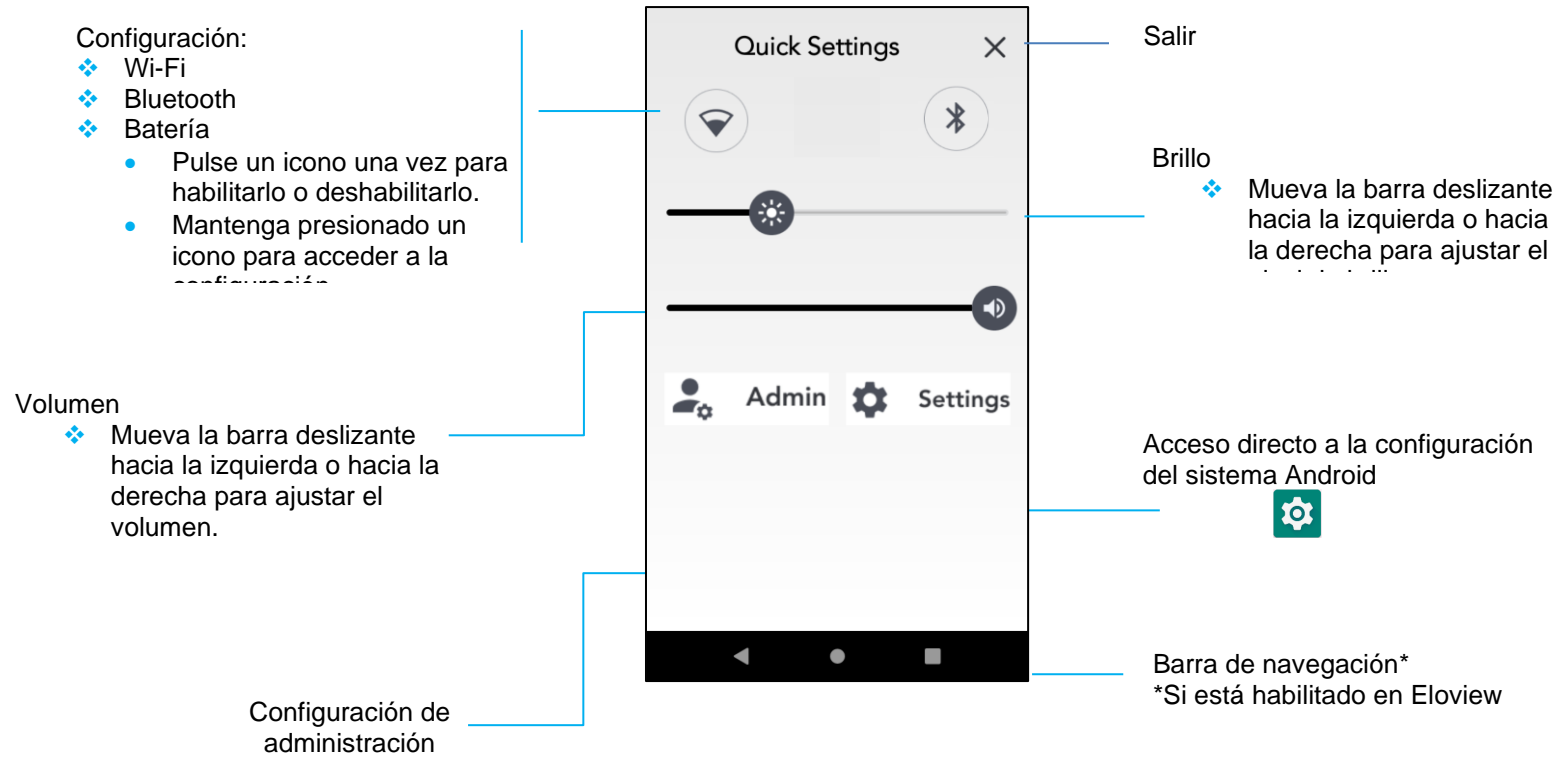 Configuración:
Wi-Fi
Bluetooth
Batería
Pulse un icono una vez para
habilitarlo o deshabilitarlo.
Mantenga presionado un
icono para acceder a la
Volumen
Mueva la barra deslizante
hacia la izquierda o hacia la
derecha para ajustar el
volumen.
Configuración de
administración
Quick Settings
Admin
Settings
Salir
Brillo
Mueva la barra deslizante
hacia la izquierda o hacia
la derecha para ajustar el
Acceso directo a la configuración
del sistema Android
Barra de navegación*
*Si está habilitado en Eloview